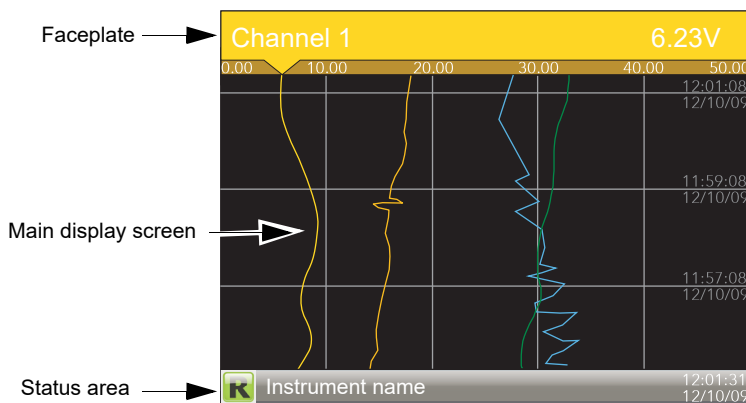 Faceplate
Channel 1 6.23V
0.00 10.00 20.00 30.00 40.00 50.00
12:01:08
12/10/09
11:59:08
12/10/09
Main display screen
11:57:08
12/10/09
Status area
R Instrument name
12:01:31
12/10/09